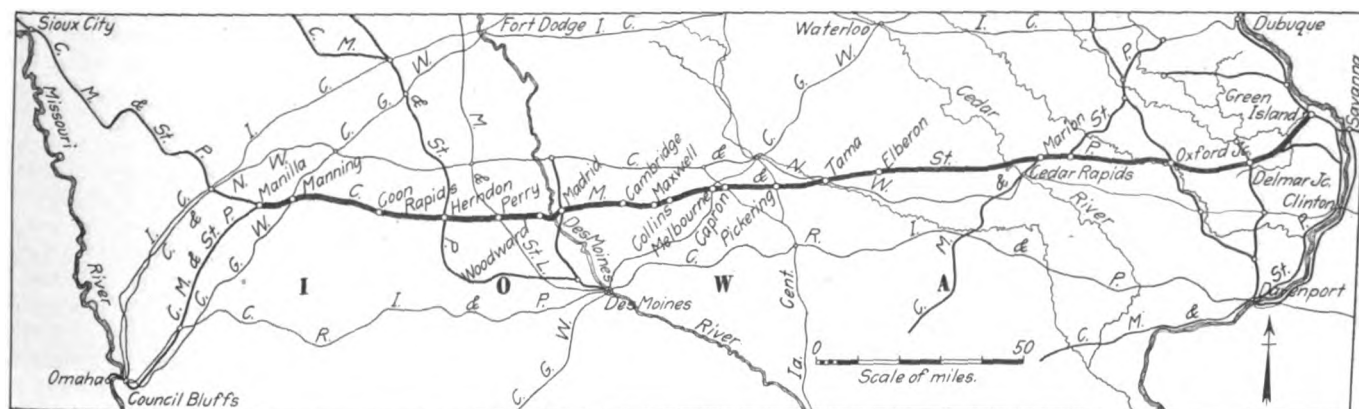 Sioux City
Fort Dodge
I. C.
Waterloo
I. C.
Dubuque
C. M. & St. P.
C. M. & St. P.
I. C.
C. G. W.
M. & St. L.
C. G. W.
Cedar River
P.
Green Island
Savanna
Missouri River
C. & N. W.
Manilla
Manning
C.
Coon Rapids
Herndon
Perry
Woodward
Madrid
M.
Cambridge
Maxwell
Collins
Melbourne
Capron
Pickering
&
Tama
Elberon
St.
Marion
P.
Oxford Jc.
Delmar Jc.
Clinton
Cedar Rapids
C. & N. W.
I. C.
C. M. & St. P.
C. G. W.
C. R. I. & P.
Des Moines
Des Moines River
C. R. I. & P.
Ia. Cent.
C. M. &
C. M. & St. P.
Davenport
C. G. W.
I O W A
Omaha
Council Bluffs
0 50
Scale of miles.